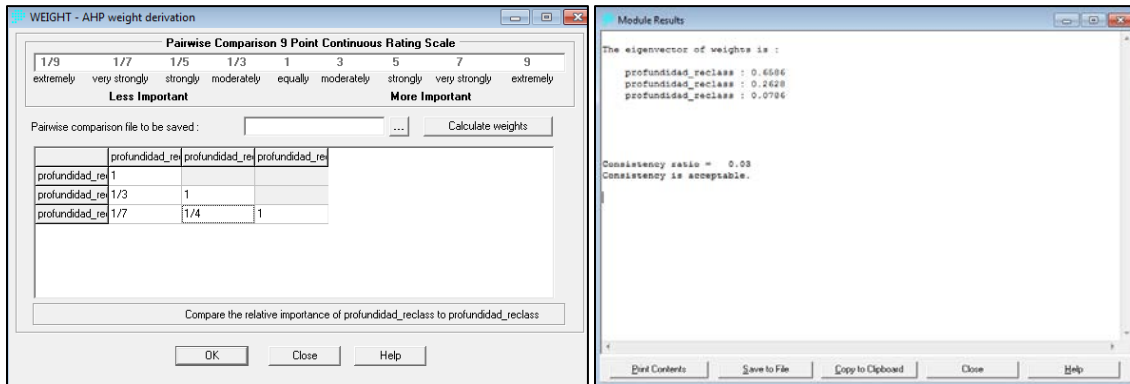 WEIGHT - AHP weight derivation
Pairwise Comparison 9 Point Continuous Rating Scale
1/9 1/7 1/5 1/3 1 3 5 7 9
extremely very strongly strongly moderately equally moderately strongly very strongly extremely
Less Important More Important
Pairwise comparison file to be saved : ... Calculate weights
profundidad_re profundidad_re profundidad_re
profundidad_re 1
profundidad_re 1/3 1
profundidad_re 1/7 1/4 1
Compare the relative importance of profundidad_reclass to profundidad_reclass
OK Close Help
Module Results
The eigenvector of weights is :
profundidad_reclass : 0.6586
profundidad_reclass : 0.2628
profundidad_reclass : 0.0786
Consistency ratio = 0.03
Consistency is acceptable.
Print Contents Save to File Copy to Clipboard Close Help